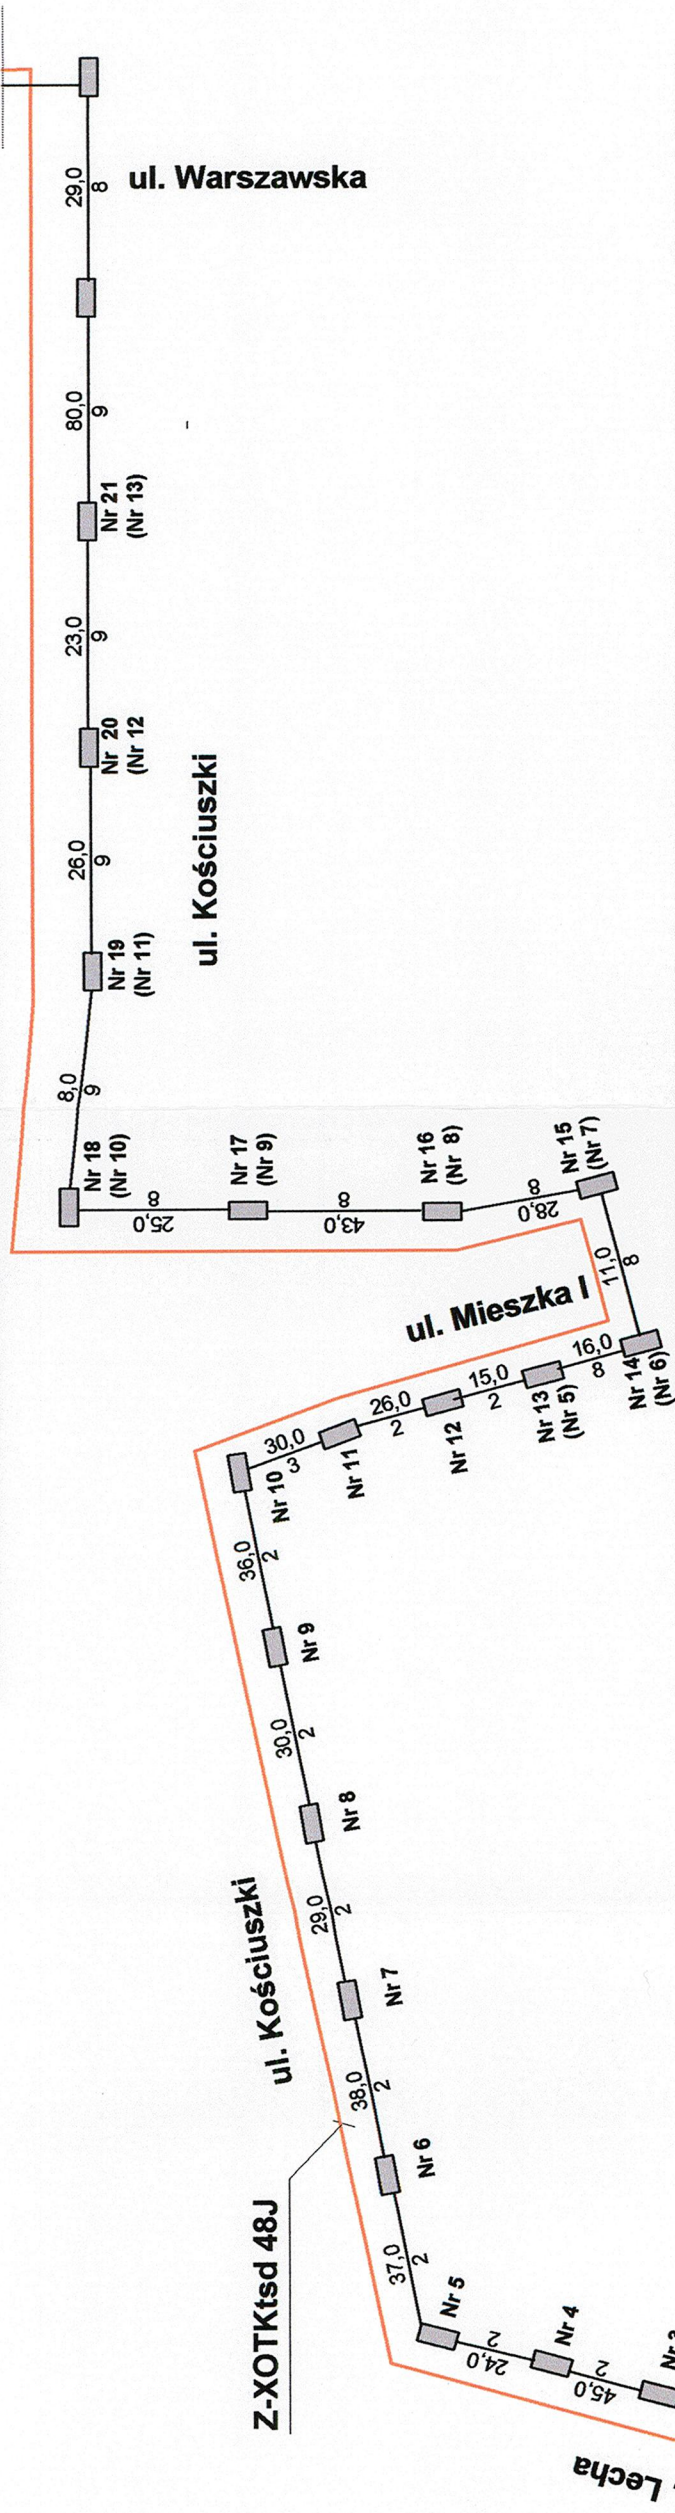 29,0
8
ul. Warszawska
80,0
9
Nr 21
(Nr 13)
23,0
9
Nr 20
(Nr 12
26,0
9
ul. Kościuszki
Nr 19
(Nr 11)
8,0
9
Nr 18
(Nr 10)
8
25,0
Nr 17
(Nr 9)
8
43,0
Nr 16
(Nr 8)
8
28,0
Nr 15
(Nr 7)
11,0
8
ul. Mieszka I
Nr 14
(Nr 6)
16,0
8
Nr 13
(Nr 5)
15,0
2
Nr 12
26,0
2
Nr 11
30,0
3
Nr 10
36,0
2
Nr 9
30,0
2
Nr 8
29,0
2
ul. Kościuszki
Nr 7
38,0
2
Nr 6
Z-XOTKtsd 48J
37,0
2
Nr 5
2
24,0
Nr 4
2
45,0
Lecha